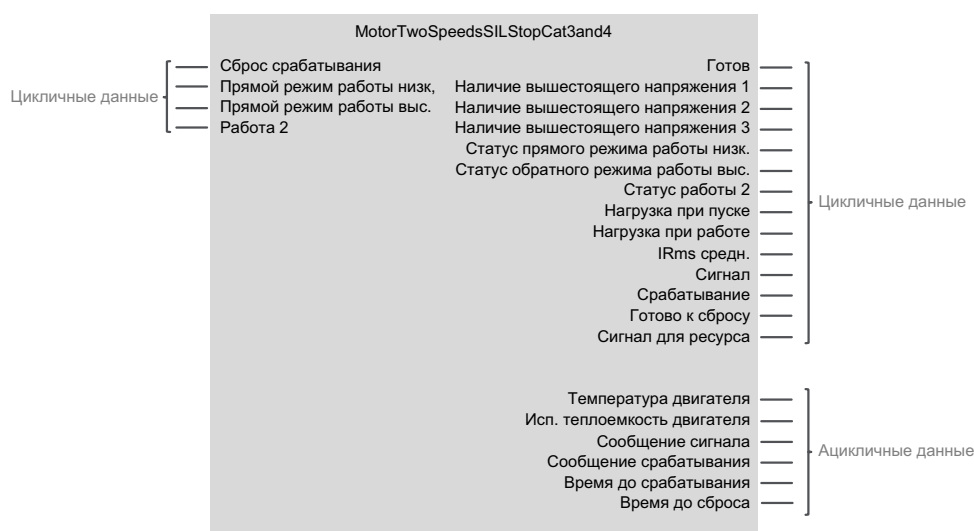 MotorTwoSpeedsSILStopCat3and4
Цикличные данные
Сброс срабатывания
Прямой режим работы низк,
Прямой режим работы выс.
Работа 2
Готов
Наличие вышестоящего напряжения 1
Наличие вышестоящего напряжения 2
Наличие вышестоящего напряжения 3
Статус прямого режима работы низк.
Статус обратного режима работы выс.
Статус работы 2
Нагрузка при пуске
Нагрузка при работе
IRms средн.
Сигнал
Срабатывание
Готово к сбросу
Сигнал для ресурса
Цикличные данные
Температура двигателя
Исп. теплоемкость двигателя
Сообщение сигнала
Сообщение срабатывания
Время до срабатывания
Время до сброса
Ацикличные данные